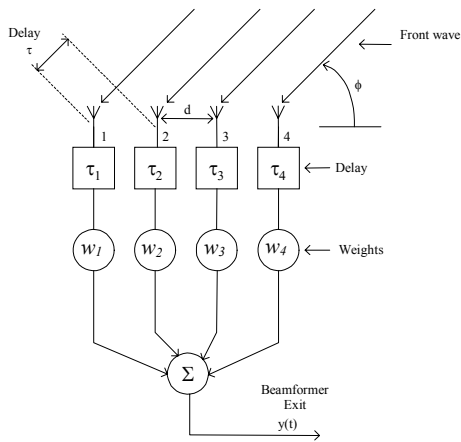 Delay
τ
Front wave
ϕ
d
1 2 3 4
τ1 τ2 τ3 τ4
Delay
w1 w2 w3 w4
Weights
Σ
Beamformer
Exit
y(t)